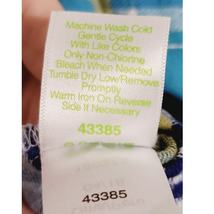 Machine Wash Cold
Gentle Cycle
With Like Colors
Only Non-Chlorine
Bleach When Needed
Tumble Dry Low/Remove
Promptly
Warm Iron On Reverse
Side If Necessary
43385
43385